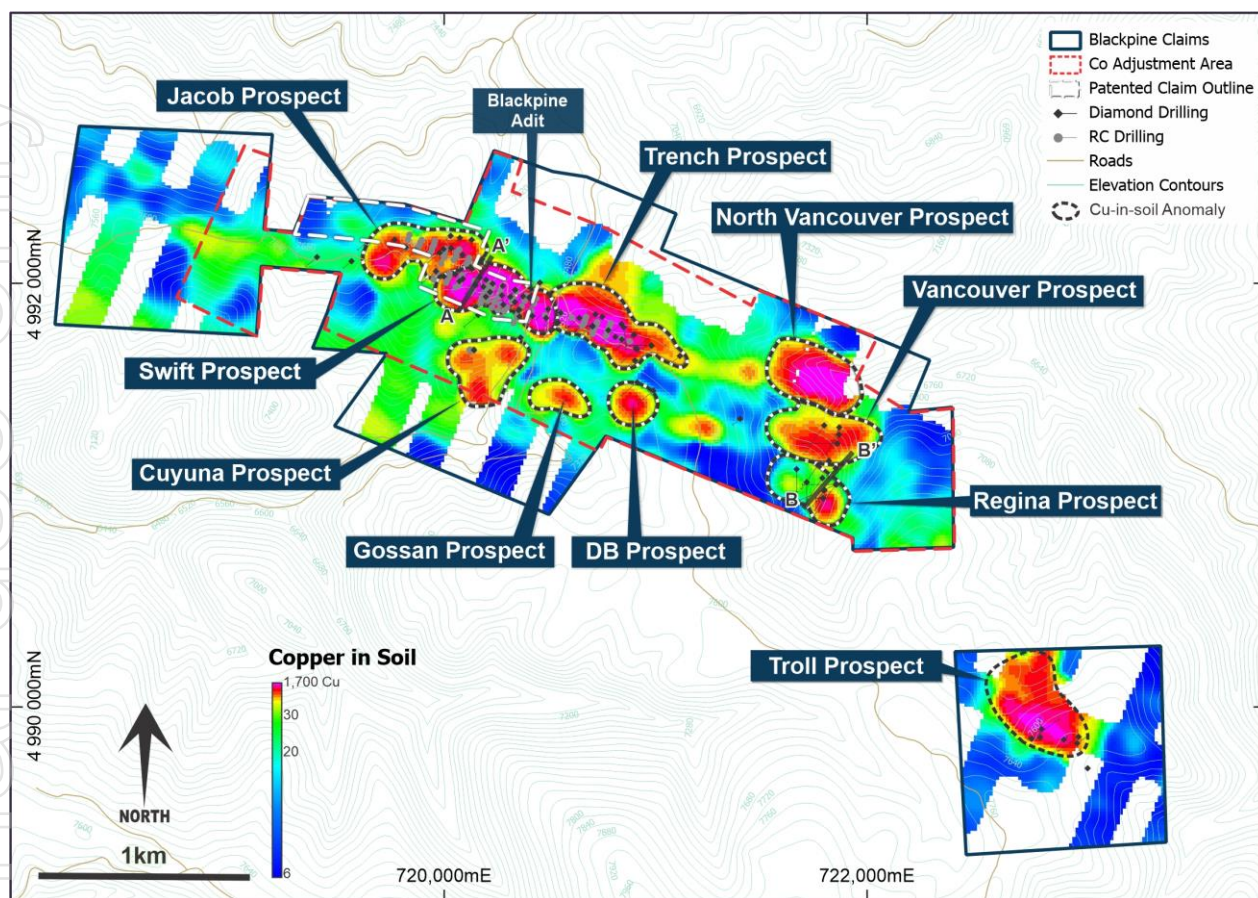 Blackpine Claims
Co Adjustment Area
Patented Claim Outline
Diamond Drilling
RC Drilling
Roads
Elevation Contours
Cu-in-soil Anomaly
Jacob Prospect
Blackpine
Adit
Trench Prospect
North Vancouver Prospect
Vancouver Prospect
A'
A
4 992 000mN
Swift Prospect
Cuyuna Prospect
B'
B
Regina Prospect
Gossan Prospect
DB Prospect
Copper in Soil
1,700 Cu
30
20
6
Troll Prospect
4 990 000mN
NORTH
1km
720,000mE
722,000mE